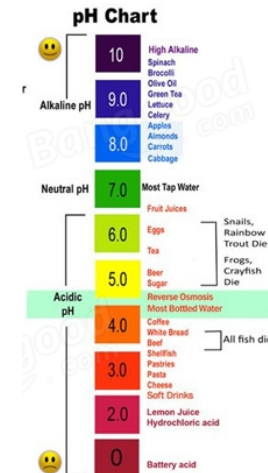 pH Chart
10
High Alkaline
Spinach
Brocolli
Olive Oil
9.0
Green Tea
Lettuce
Celery
Alkaline pH
Apples
8.0
Almonds
Carrots
Cabbage
Neutral pH
7.0
Most Tap Water
Fruit Juices
6.0
Eggs
Tea
Snails,
Rainbow
Trout Die
Frogs,
Crayfish
Die
5.0
Beer
Sugar
Acidic
pH
Reverse Osmosis
Most Bottled Water
4.0
Coffee
White Bread
Beef
All fish die
Shellfish
3.0
Pastries
Pasta
Cheese
Soft Drinks
2.0
Lemon Juice
Hydrochloric acid
0
Battery acid